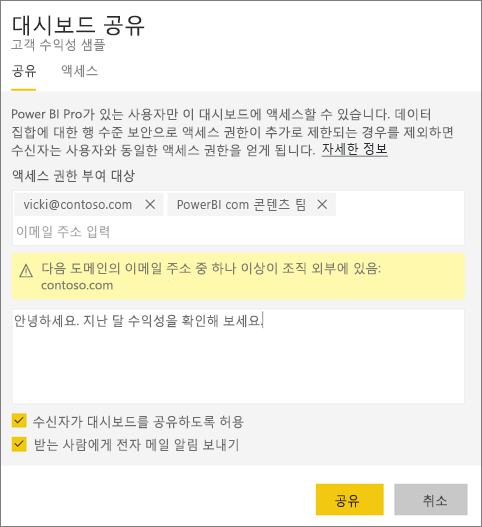 대시보드 공유
고객 수익성 샘플
공유 액세스
Power BI Pro가 있는 사용자만 이 대시보드에 액세스할 수 있습니다. 데이터
집합에 대한 행 수준 보안으로 액세스 권한이 추가로 제한되는 경우를 제외하면
수신자는 사용자와 동일한 액세스 권한을 얻게 됩니다. 자세한 정보
액세스 권한 부여 대상
vicki@contoso.com PowerBI com 콘텐츠 팀
이메일 주소 입력
다음 도메인의 이메일 주소 중 하나 이상이 조직 외부에 있음:
contoso.com
안녕하세요. 지난 달 수익성을 확인해 보세요.
수신자가 대시보드를 공유하도록 허용
받는 사람에게 전자 메일 알림 보내기
공유 취소